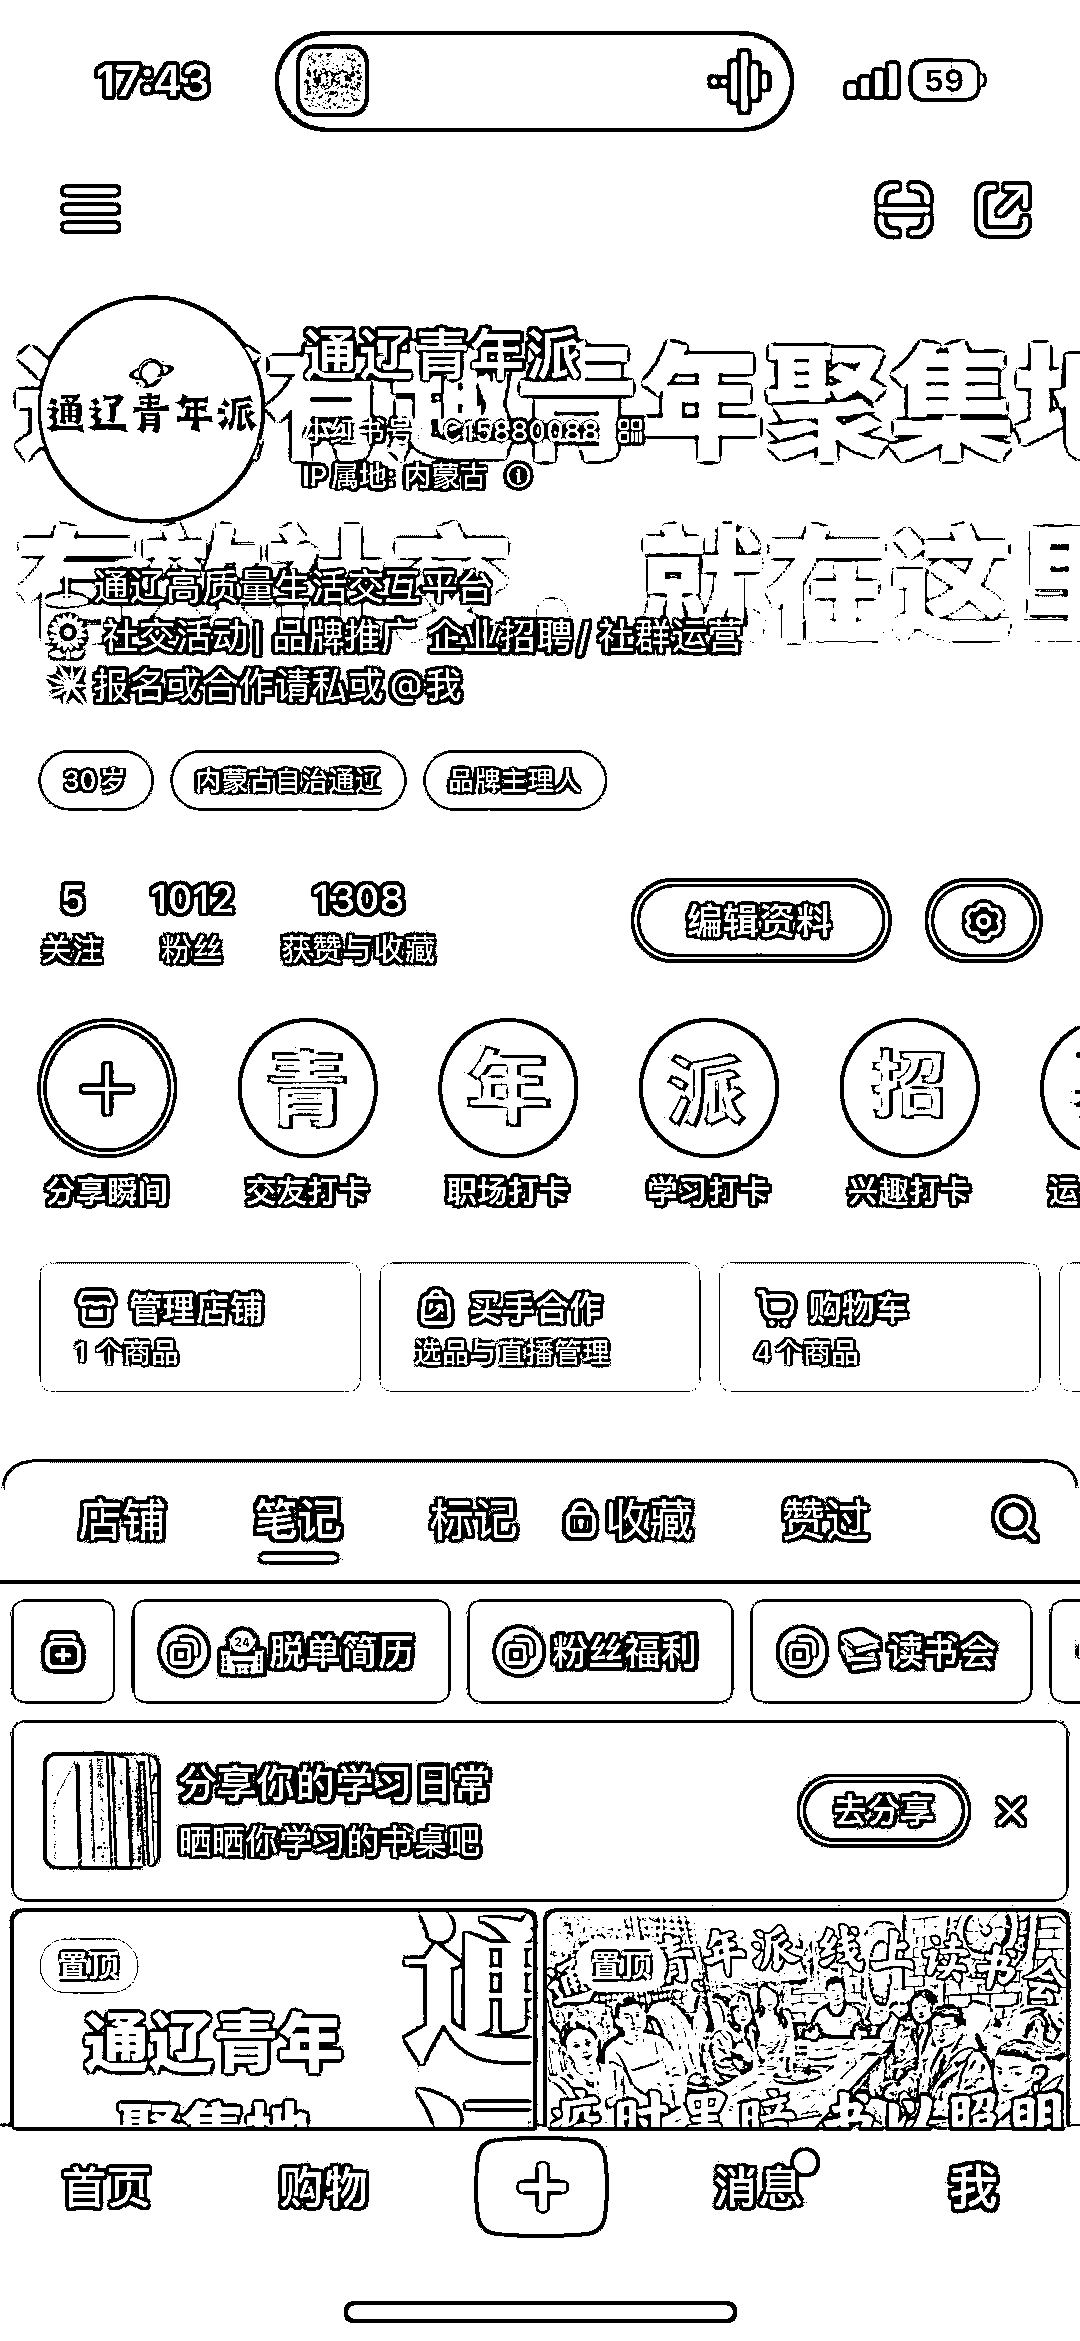 17:43
59
通辽有趣青年聚集地
通辽青年派
通辽青年派
小红书号：C15880088
IP属地：内蒙古
有效社交，就在这里
通辽高质量生活交互平台
社交活动| 品牌推广 企业招聘/ 社群运营
报名或合作请私或@我
30岁
内蒙古自治通辽
品牌主理人
5 1012 1308
关注 粉丝 获赞与收藏
编辑资料
青 年 派 招
分享瞬间 交友打卡 职场打卡 学习打卡 兴趣打卡 运
管理店铺 买手合作 购物车
1个商品 选品与直播管理 4个商品
店铺 笔记 标记 收藏 赞过
24 脱单简历 粉丝福利 读书会
分享你的学习日常
晒晒你学习的书桌吧
去分享
置顶 通
通辽青年
聚集地
置顶
通辽青年派 线上读书会
首页 购物 消息 我